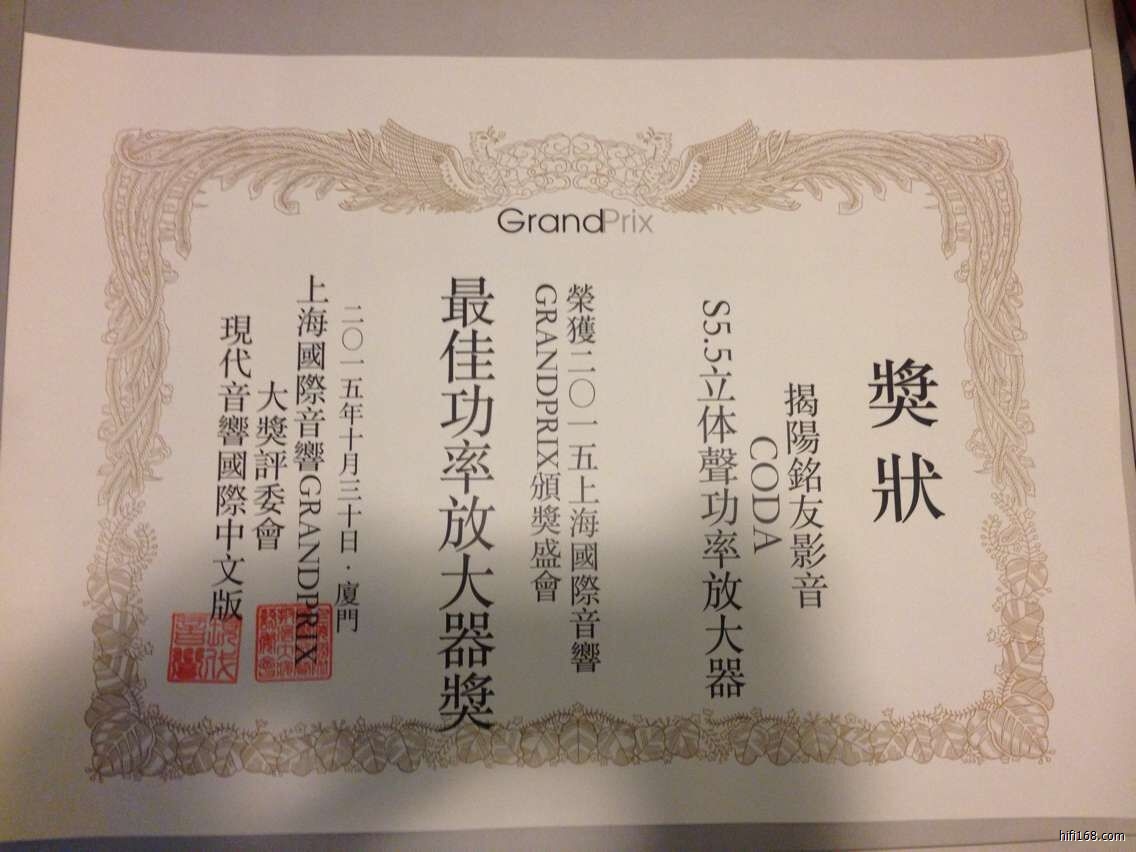 GrandPrix
獎狀
揭陽銘友影音
CODA
S5.5立体聲功率放大器
榮獲二〇一五上海國際音響
GRANDPRIX頒獎盛會
最佳功率放大器獎
二〇一五年十月三十日·廈門
上海國際音響GRANDPRIX
大獎評委會
現代音響國際中文版
hifi168.com